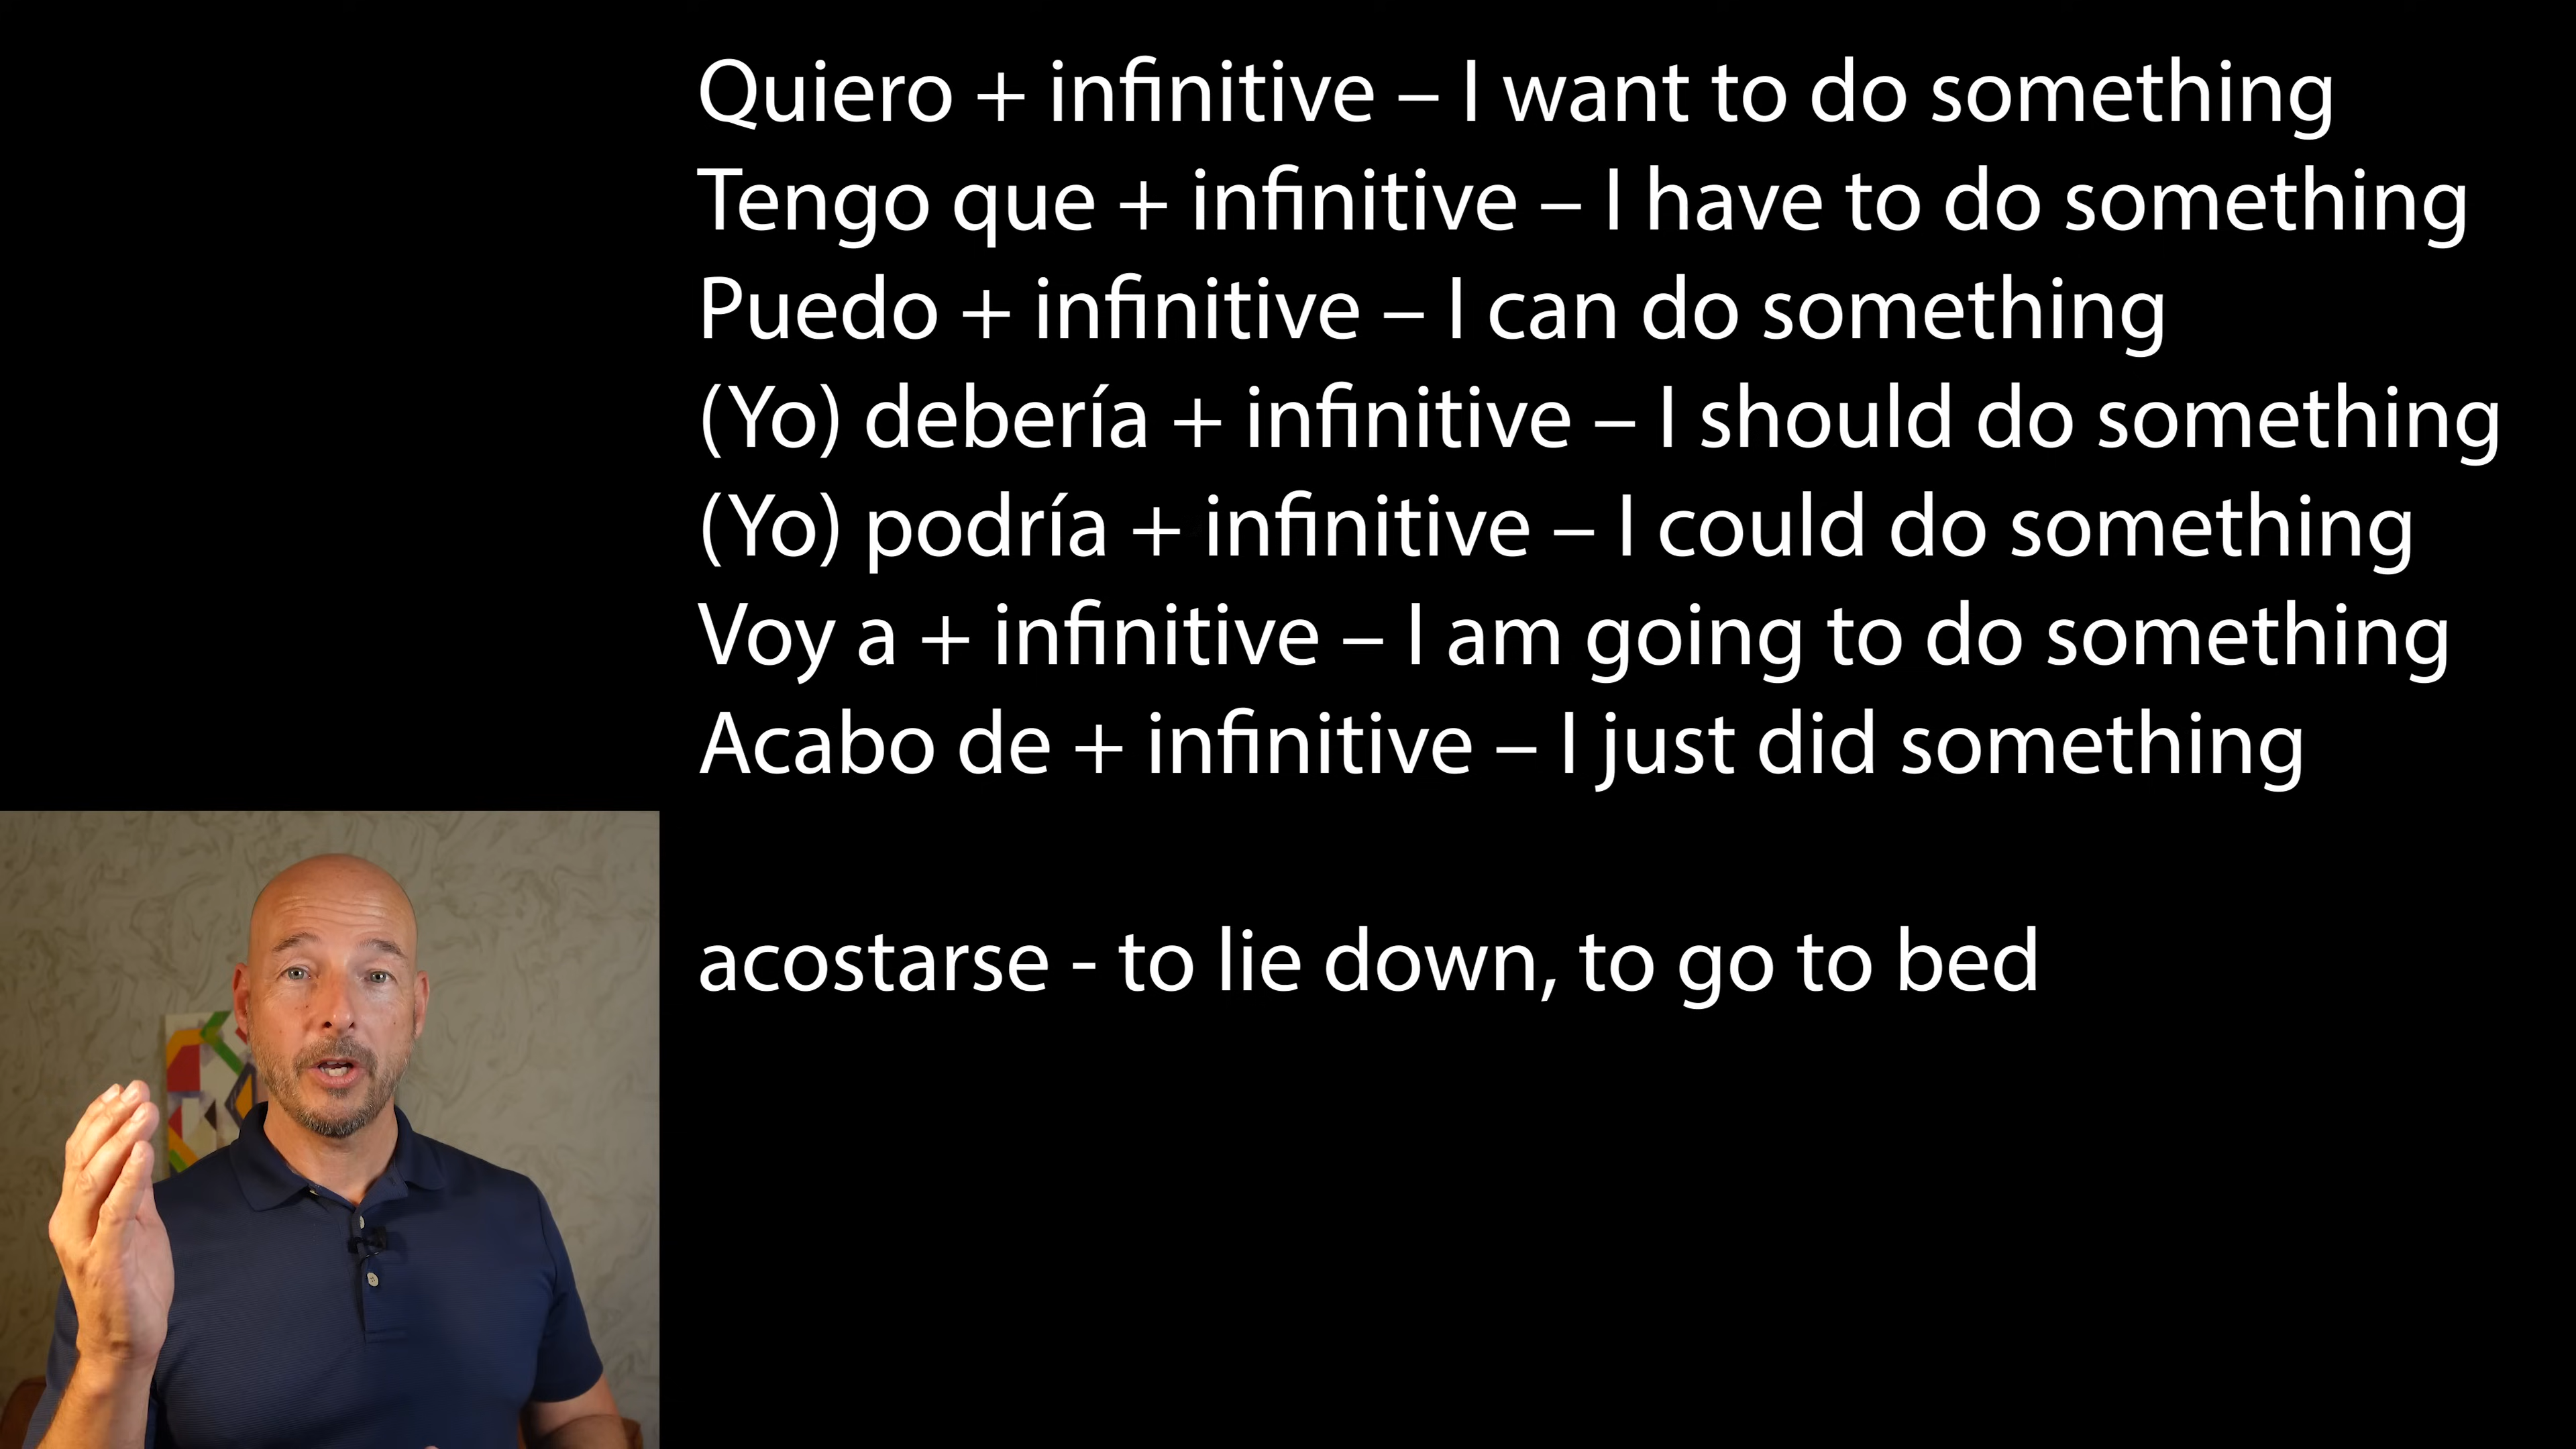 Quiero + infinitive – I want to do something
Tengo que + infinitive – I have to do something
Puedo + infinitive – I can do something
(Yo) debería + infinitive – I should do something
(Yo) podría + infinitive – I could do something
Voy a + infinitive – I am going to do something
Acabo de + infinitive – I just did something
acostarse - to lie down, to go to bed